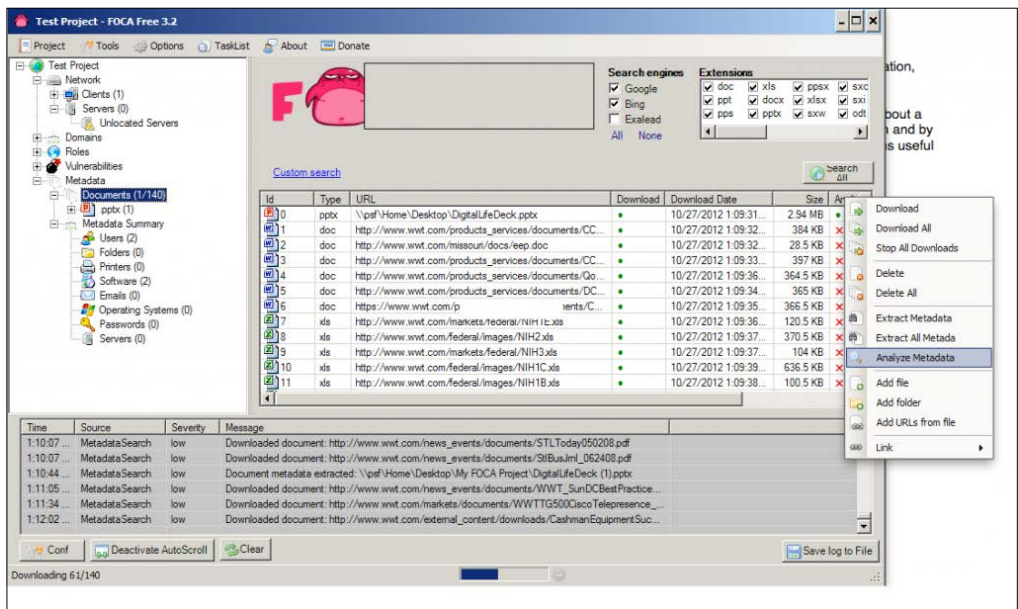 Test Project - FOCA Free 3.2
Project Tools Options TaskList About Donate
Test Project
Network
Clients (1)
Servers (0)
Unlocated Servers
Domains
Roles
Vulnerabilities
Metadata
Documents (1/140)
pptx (1)
Metadata Summary
Users (2)
Folders (0)
Printers (0)
Software (2)
Emails (0)
Operating Systems (0)
Passwords (0)
Servers (0)
F
Search engines
Google
Bing
Exalead
All None
Extensions
doc xls ppsx sxc
ppt docx xlsx sxi
pps pptx sxw odt
Custom search
Search All
Id Type URL Download Download Date Size
0 pptx \\psf\Home\Desktop\DigitalLifeDeck.pptx 10/27/2012 1:09:31... 2.94 MB
1 doc http://www.wwt.com/products_services/documents/CC... 10/27/2012 1:09:32... 384 KB
2 doc http://www.wwt.com/missouri/docs/eep.doc 10/27/2012 1:09:32... 28.5 KB
3 doc http://www.wwt.com/products_services/documents/CC... 10/27/2012 1:09:33... 397 KB
4 doc http://www.wwt.com/products_services/documents/Qo... 10/27/2012 1:09:36... 364.5 KB
5 doc http://www.wwt.com/products_services/documents/DC... 10/27/2012 1:09:34... 365 KB
6 doc https://www.wwt.com/p ents/C... 10/27/2012 1:09:35... 366.5 KB
7 xls http://www.wwt.com/markets/federal/NIH1E.xls 10/27/2012 1:09:36... 120.5 KB
8 xls http://www.wwt.com/federal/images/NIH2.xls 10/27/2012 1:09:37... 370.5 KB
9 xls http://www.wwt.com/markets/federal/NIH3.xls 10/27/2012 1:09:37... 104 KB
10 xls http://www.wwt.com/federal/images/NIH1C.xls 10/27/2012 1:09:39... 636.5 KB
11 xls http://www.wwt.com/federal/images/NIH1B.xls 10/27/2012 1:09:38... 100.5 KB
Download
Download All
Stop All Downloads
Delete
Delete All
Extract Metadata
Extract All Metada
Analyze Metadata
Add file
Add folder
Add URLs from file
Link
ation,
bout a
and by
s useful
Time Source Severity Message
1:10:07 ... MetadataSearch low Downloaded document: http://www.wwt.com/news_events/documents/STLToday050208.pdf
1:10:07 ... MetadataSearch low Downloaded document: http://www.wwt.com/news_events/documents/StlBusJrnl_062408.pdf
1:10:44 ... MetadataSearch low Document metadata extracted: \\psf\Home\Desktop\My FOCA Project\DigitalLifeDeck (1).pptx
1:11:05 ... MetadataSearch low Downloaded document: http://www.wwt.com/news_events/documents/WWT_SunDCBestPractice...
1:11:34 ... MetadataSearch low Downloaded document: http://www.wwt.com/markets/documents/WWTTG500CiscoTelepresence_...
1:12:02 ... MetadataSearch low Downloaded document: http://www.wwt.com/external_content/downloads/CashmanEquipmentSuc...
Conf Deactivate AutoScroll Clear Save log to File
Downloading 61/140